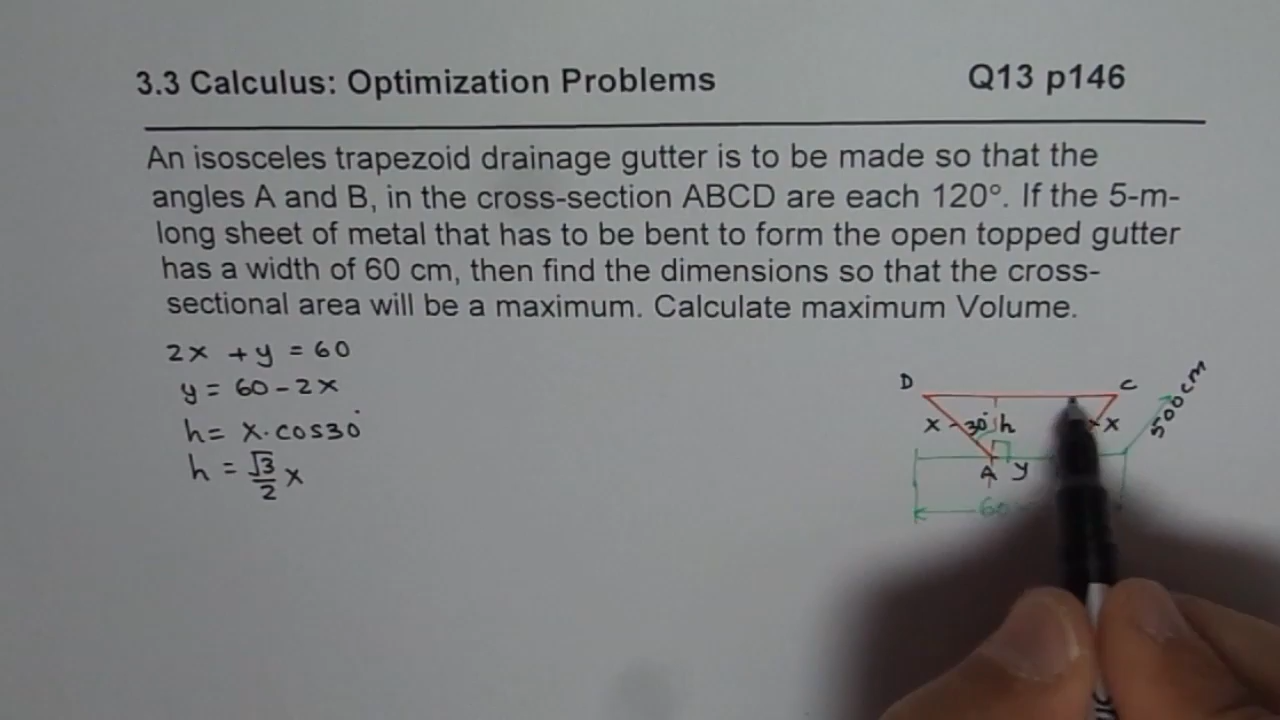 3.3 Calculus: Optimization Problems Q13 p146
An isosceles trapezoid drainage gutter is to be made so that the
angles A and B, in the cross-section ABCD are each 120°. If the 5-m-
long sheet of metal that has to be bent to form the open topped gutter
has a width of 60 cm, then find the dimensions so that the cross-
sectional area will be a maximum. Calculate maximum Volume.
2x + y = 60
y = 60 - 2x
h = x · cos30°
h = √3/2 x
D C
x 30° h x 500cm
A y
60